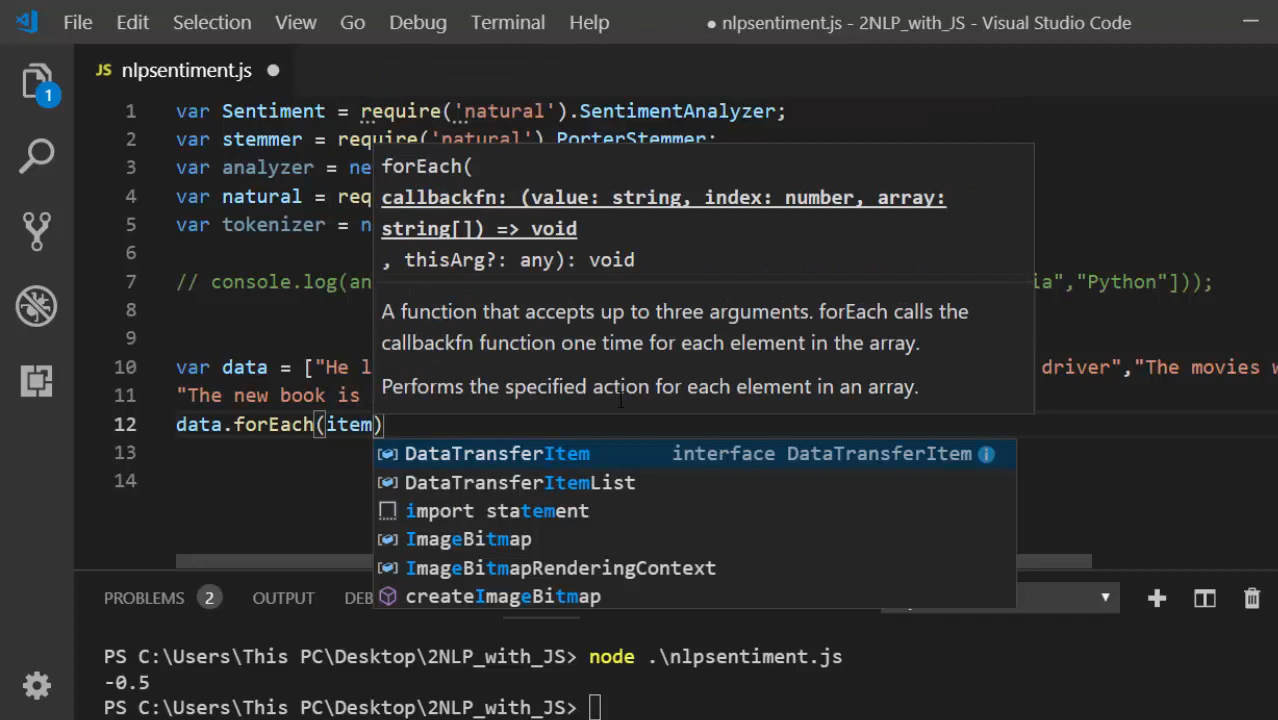 File Edit Selection View Go Debug Terminal Help ● nlpsentiment.js - 2NLP_with_JS - Visual Studio Code
JS nlpsentiment.js ●
1
1 var Sentiment = require('natural').SentimentAnalyzer;
2 var stemmer = require('natural').PorterStemmer;
3 var analyzer = ne
4 var natural = req
5 var tokenizer = n
6
7 // console.log(an ia","Python"]));
8
9
10 var data = ["He l driver","The movies w
11 "The new book is
12 data.forEach(item)
13
14
forEach(
callbackfn: (value: string, index: number, array:
string[]) => void
, thisArg?: any): void
A function that accepts up to three arguments. forEach calls the
callbackfn function one time for each element in the array.
Performs the specified action for each element in an array.
DataTransferItem interface DataTransferItem
DataTransferItemList
import statement
ImageBitmap
ImageBitmapRenderingContext
createImageBitmap
PROBLEMS 2 OUTPUT DEB
PS C:\Users\This PC\Desktop\2NLP_with_JS> node .\nlpsentiment.js
-0.5
PS C:\Users\This PC\Desktop\2NLP_with_JS>